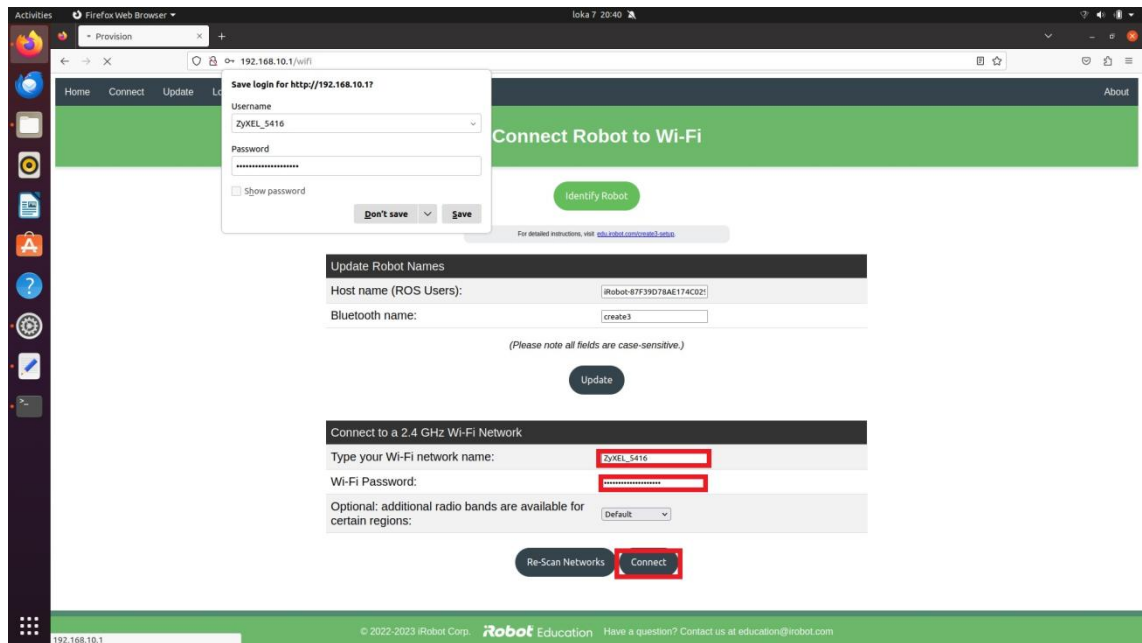 Activities Firefox Web Browser loka 7 20:40
- Provision
192.168.10.1/wifi
Home Connect Update Lo About
Save login for http://192.168.10.1?
Username
ZyXEL_5416
Password
••••••••••••••••••••
Show password
Don't save Save
Connect Robot to Wi-Fi
Identify Robot
For detailed instructions, visit edu.irobot.com/create3-setup.
Update Robot Names
Host name (ROS Users): iRobot-87F39D78AE174C029
Bluetooth name: create3
(Please note all fields are case-sensitive.)
Update
Connect to a 2.4 GHz Wi-Fi Network
Type your Wi-Fi network name: ZyXEL_5416
Wi-Fi Password: ••••••••••••••••••••
Optional: additional radio bands are available for Default
certain regions:
Re-Scan Networks Connect
© 2022-2023 iRobot Corp. iRobot Education Have a question? Contact us at education@irobot.com
192.168.10.1